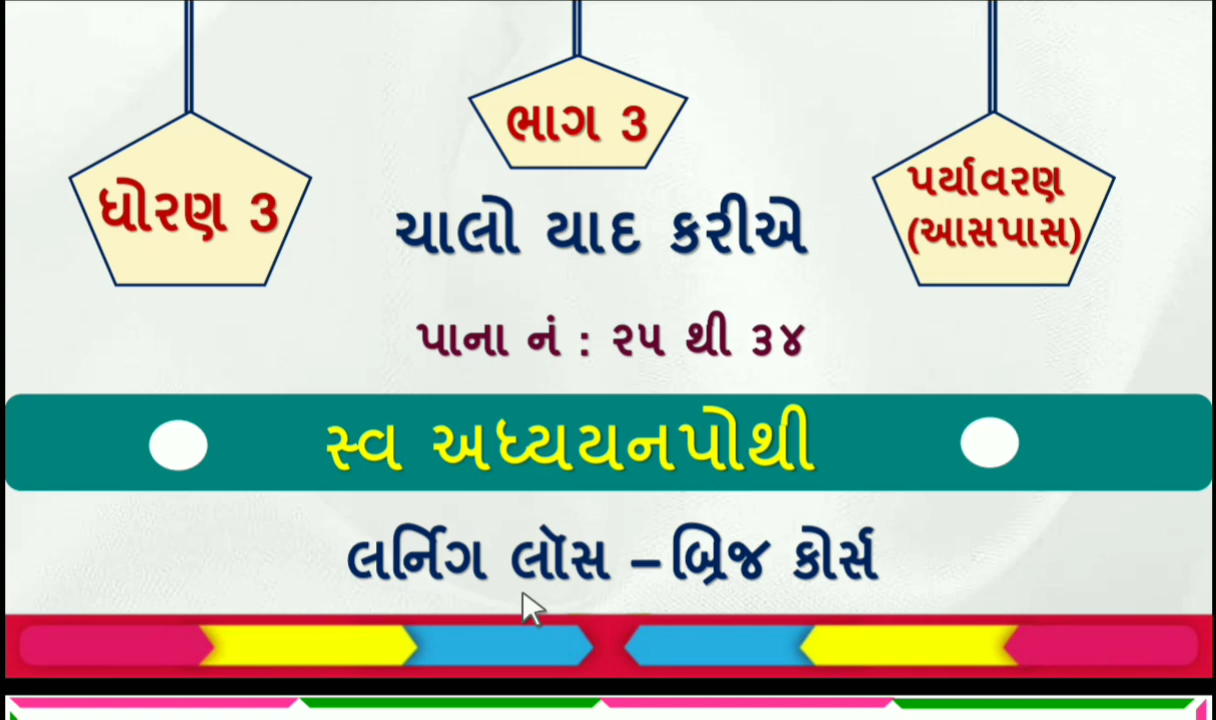 ભાગ 3
ધોરણ 3
પર્યાવરણ
(આસપાસ)
ચાલો યાદ કરીએ
પાના નં : ૨૫ થી ૩૪
સ્વ અધ્યયનપોથી
લર્નિગ લૉસ – બ્રિજ કોર્સ